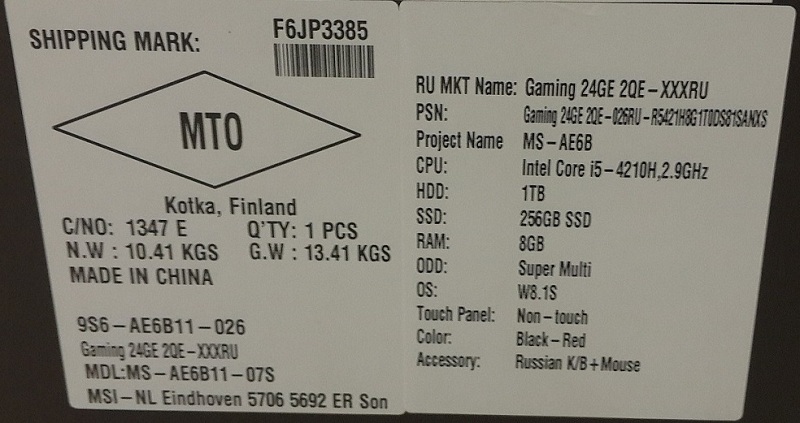 SHIPPING MARK:
F6JP3385
MTO
Kotka, Finland
C/NO: 1347 E Q'TY: 1 PCS
N.W : 10.41 KGS G.W : 13.41 KGS
MADE IN CHINA
9S6-AE6B11-026
Gaming 24GE 2QE-XXXRU
MDL:MS-AE6B11-07S
MSI-NL Eindhoven 5706 5692 ER Son
RU MKT Name: Gaming 24GE 2QE-XXXRU
PSN: Gaming 24GE 2QE-026RU-R5421H8G1T0DS81SANXS
Project Name MS-AE6B
CPU: Intel Core i5-4210H,2.9GHz
HDD: 1TB
SSD: 256GB SSD
RAM: 8GB
ODD: Super Multi
OS: W8.1S
Touch Panel: Non-touch
Color: Black-Red
Accessory: Russian K/B+Mouse